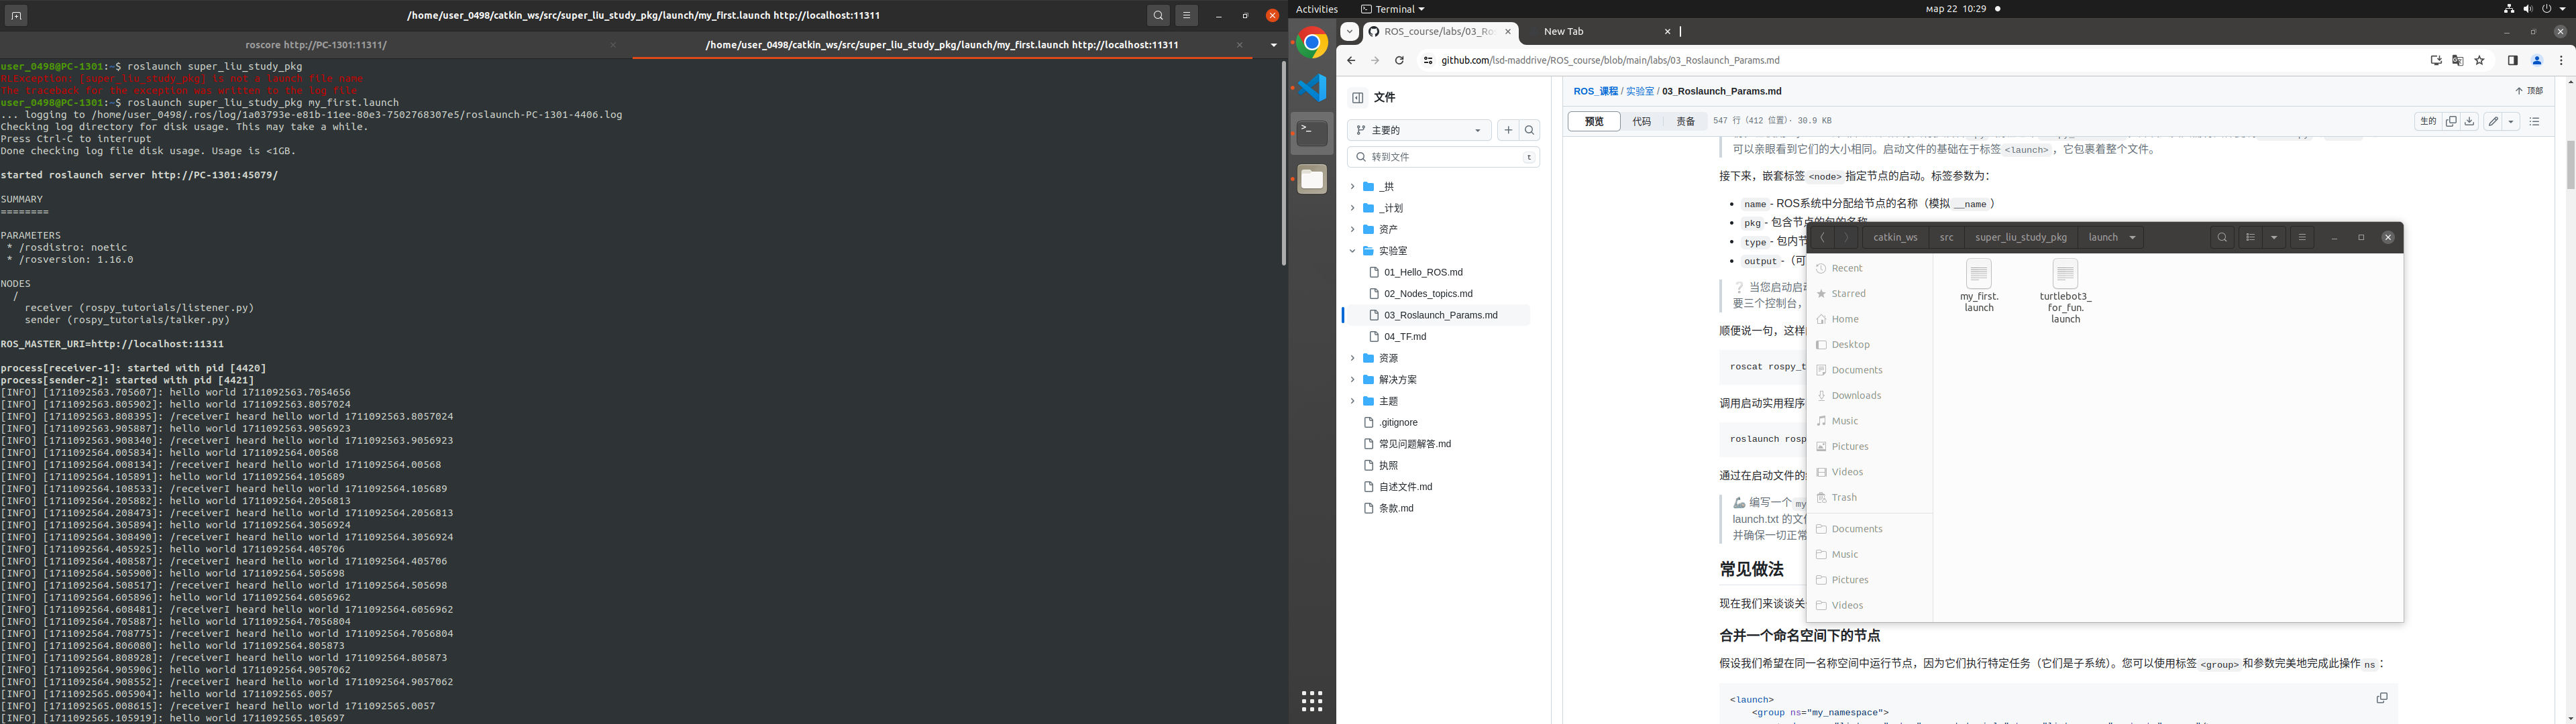 /home/user_0498/catkin_ws/src/super_liu_study_pkg/launch/my_first.launch http://localhost:11311
roscore http://PC-1301:11311/
/home/user_0498/catkin_ws/src/super_liu_study_pkg/launch/my_first.launch http://localhost:11311
user_0498@PC-1301:~$ roslaunch super_liu_study_pkg
RLException: [super_liu_study_pkg] is not a launch file name
The traceback for the exception was written to the log file
user_0498@PC-1301:~$ roslaunch super_liu_study_pkg my_first.launch
... logging to /home/user_0498/.ros/log/1a03793e-e81b-11ee-80e3-7502768307e5/roslaunch-PC-1301-4406.log
Checking log directory for disk usage. This may take a while.
Press Ctrl-C to interrupt
Done checking log file disk usage. Usage is <1GB.
started roslaunch server http://PC-1301:45079/
SUMMARY
========
PARAMETERS
* /rosdistro: noetic
* /rosversion: 1.16.0
NODES
/
receiver (rospy_tutorials/listener.py)
sender (rospy_tutorials/talker.py)
ROS_MASTER_URI=http://localhost:11311
process[receiver-1]: started with pid [4420]
process[sender-2]: started with pid [4421]
[INFO] [1711092563.705607]: hello world 1711092563.7054656
[INFO] [1711092563.805902]: hello world 1711092563.8057024
[INFO] [1711092563.808395]: /receiverI heard hello world 1711092563.8057024
[INFO] [1711092563.905887]: hello world 1711092563.9056923
[INFO] [1711092563.908340]: /receiverI heard hello world 1711092563.9056923
[INFO] [1711092564.005834]: hello world 1711092564.00568
[INFO] [1711092564.008134]: /receiverI heard hello world 1711092564.00568
[INFO] [1711092564.105891]: hello world 1711092564.105689
[INFO] [1711092564.108533]: /receiverI heard hello world 1711092564.105689
[INFO] [1711092564.205882]: hello world 1711092564.2056813
[INFO] [1711092564.208473]: /receiverI heard hello world 1711092564.2056813
[INFO] [1711092564.305894]: hello world 1711092564.3056924
[INFO] [1711092564.308490]: /receiverI heard hello world 1711092564.3056924
[INFO] [1711092564.405925]: hello world 1711092564.405706
[INFO] [1711092564.408587]: /receiverI heard hello world 1711092564.405706
[INFO] [1711092564.505900]: hello world 1711092564.505698
[INFO] [1711092564.508517]: /receiverI heard hello world 1711092564.505698
[INFO] [1711092564.605896]: hello world 1711092564.6056962
[INFO] [1711092564.608481]: /receiverI heard hello world 1711092564.6056962
[INFO] [1711092564.705887]: hello world 1711092564.7056804
[INFO] [1711092564.708775]: /receiverI heard hello world 1711092564.7056804
[INFO] [1711092564.806080]: hello world 1711092564.805873
[INFO] [1711092564.808928]: /receiverI heard hello world 1711092564.805873
[INFO] [1711092564.905906]: hello world 1711092564.9057062
[INFO] [1711092564.908552]: /receiverI heard hello world 1711092564.9057062
[INFO] [1711092565.005904]: hello world 1711092565.0057
[INFO] [1711092565.008615]: /receiverI heard hello world 1711092565.0057
[INFO] [1711092565.105919]: hello world 1711092565.105697
Activities Terminal мар 22 10:29
ROS_course/labs/03_Ros New Tab
github.com/lsd-maddrive/ROS_course/blob/main/labs/03_Roslaunch_Params.md
文件
主要的
转到文件 t
_拱
_计划
资产
实验室
01_Hello_ROS.md
02_Nodes_topics.md
03_Roslaunch_Params.md
04_TF.md
资源
解决方案
主题
.gitignore
常见问题解答.md
执照
自述文件.md
条款.md
ROS_课程 / 实验室 / 03_Roslaunch_Params.md 顶部
预览 代码 责备 547 行（412 位置）· 30.9 KB 生的
可以亲眼看到它们的大小相同。启动文件的基础在于标签<launch>，它包裹着整个文件。
接下来，嵌套标签<node>指定节点的启动。标签参数为：
name - ROS系统中分配给节点的名称（模拟__name）
pkg - 包含节点的包的名称
type - 包内节
output -（可
当您启动启
要三个控制台，
顺便说一句，这样
roscat rospy_t
调用启动实用程序
roslaunch rosp
通过在启动文件的
编写一个my
launch.txt 的文件
并确保一切正常
常见做法
现在我们来谈谈关
合并一个命名空间下的节点
假设我们希望在同一名称空间中运行节点，因为它们执行特定任务（它们是子系统）。您可以使用标签<group>和参数完美地完成此操作ns：
<launch>
<group ns="my_namespace">
catkin_ws src super_liu_study_pkg launch
Recent
Starred
Home
Desktop
Documents
Downloads
Music
Pictures
Videos
Trash
Documents
Music
Pictures
Videos
my_first.
launch
turtlebot3_
for_fun.
launch